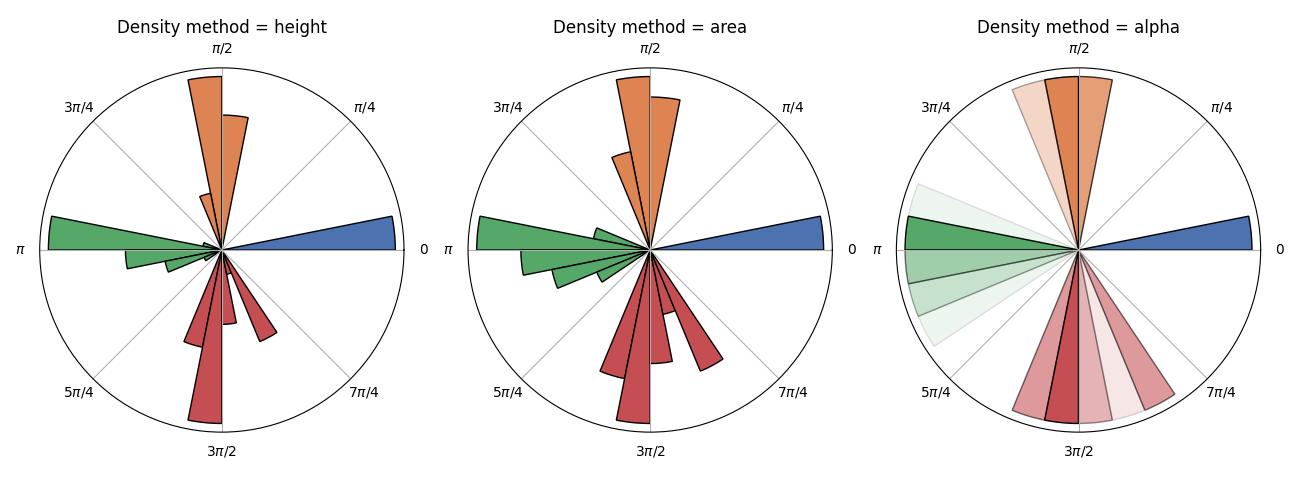 Density method = height
π/2
3π/4
π/4
π
0
5π/4
7π/4
3π/2
Density method = area
π/2
3π/4
π/4
π
0
5π/4
7π/4
3π/2
Density method = alpha
π/2
3π/4
π/4
π
0
5π/4
7π/4
3π/2